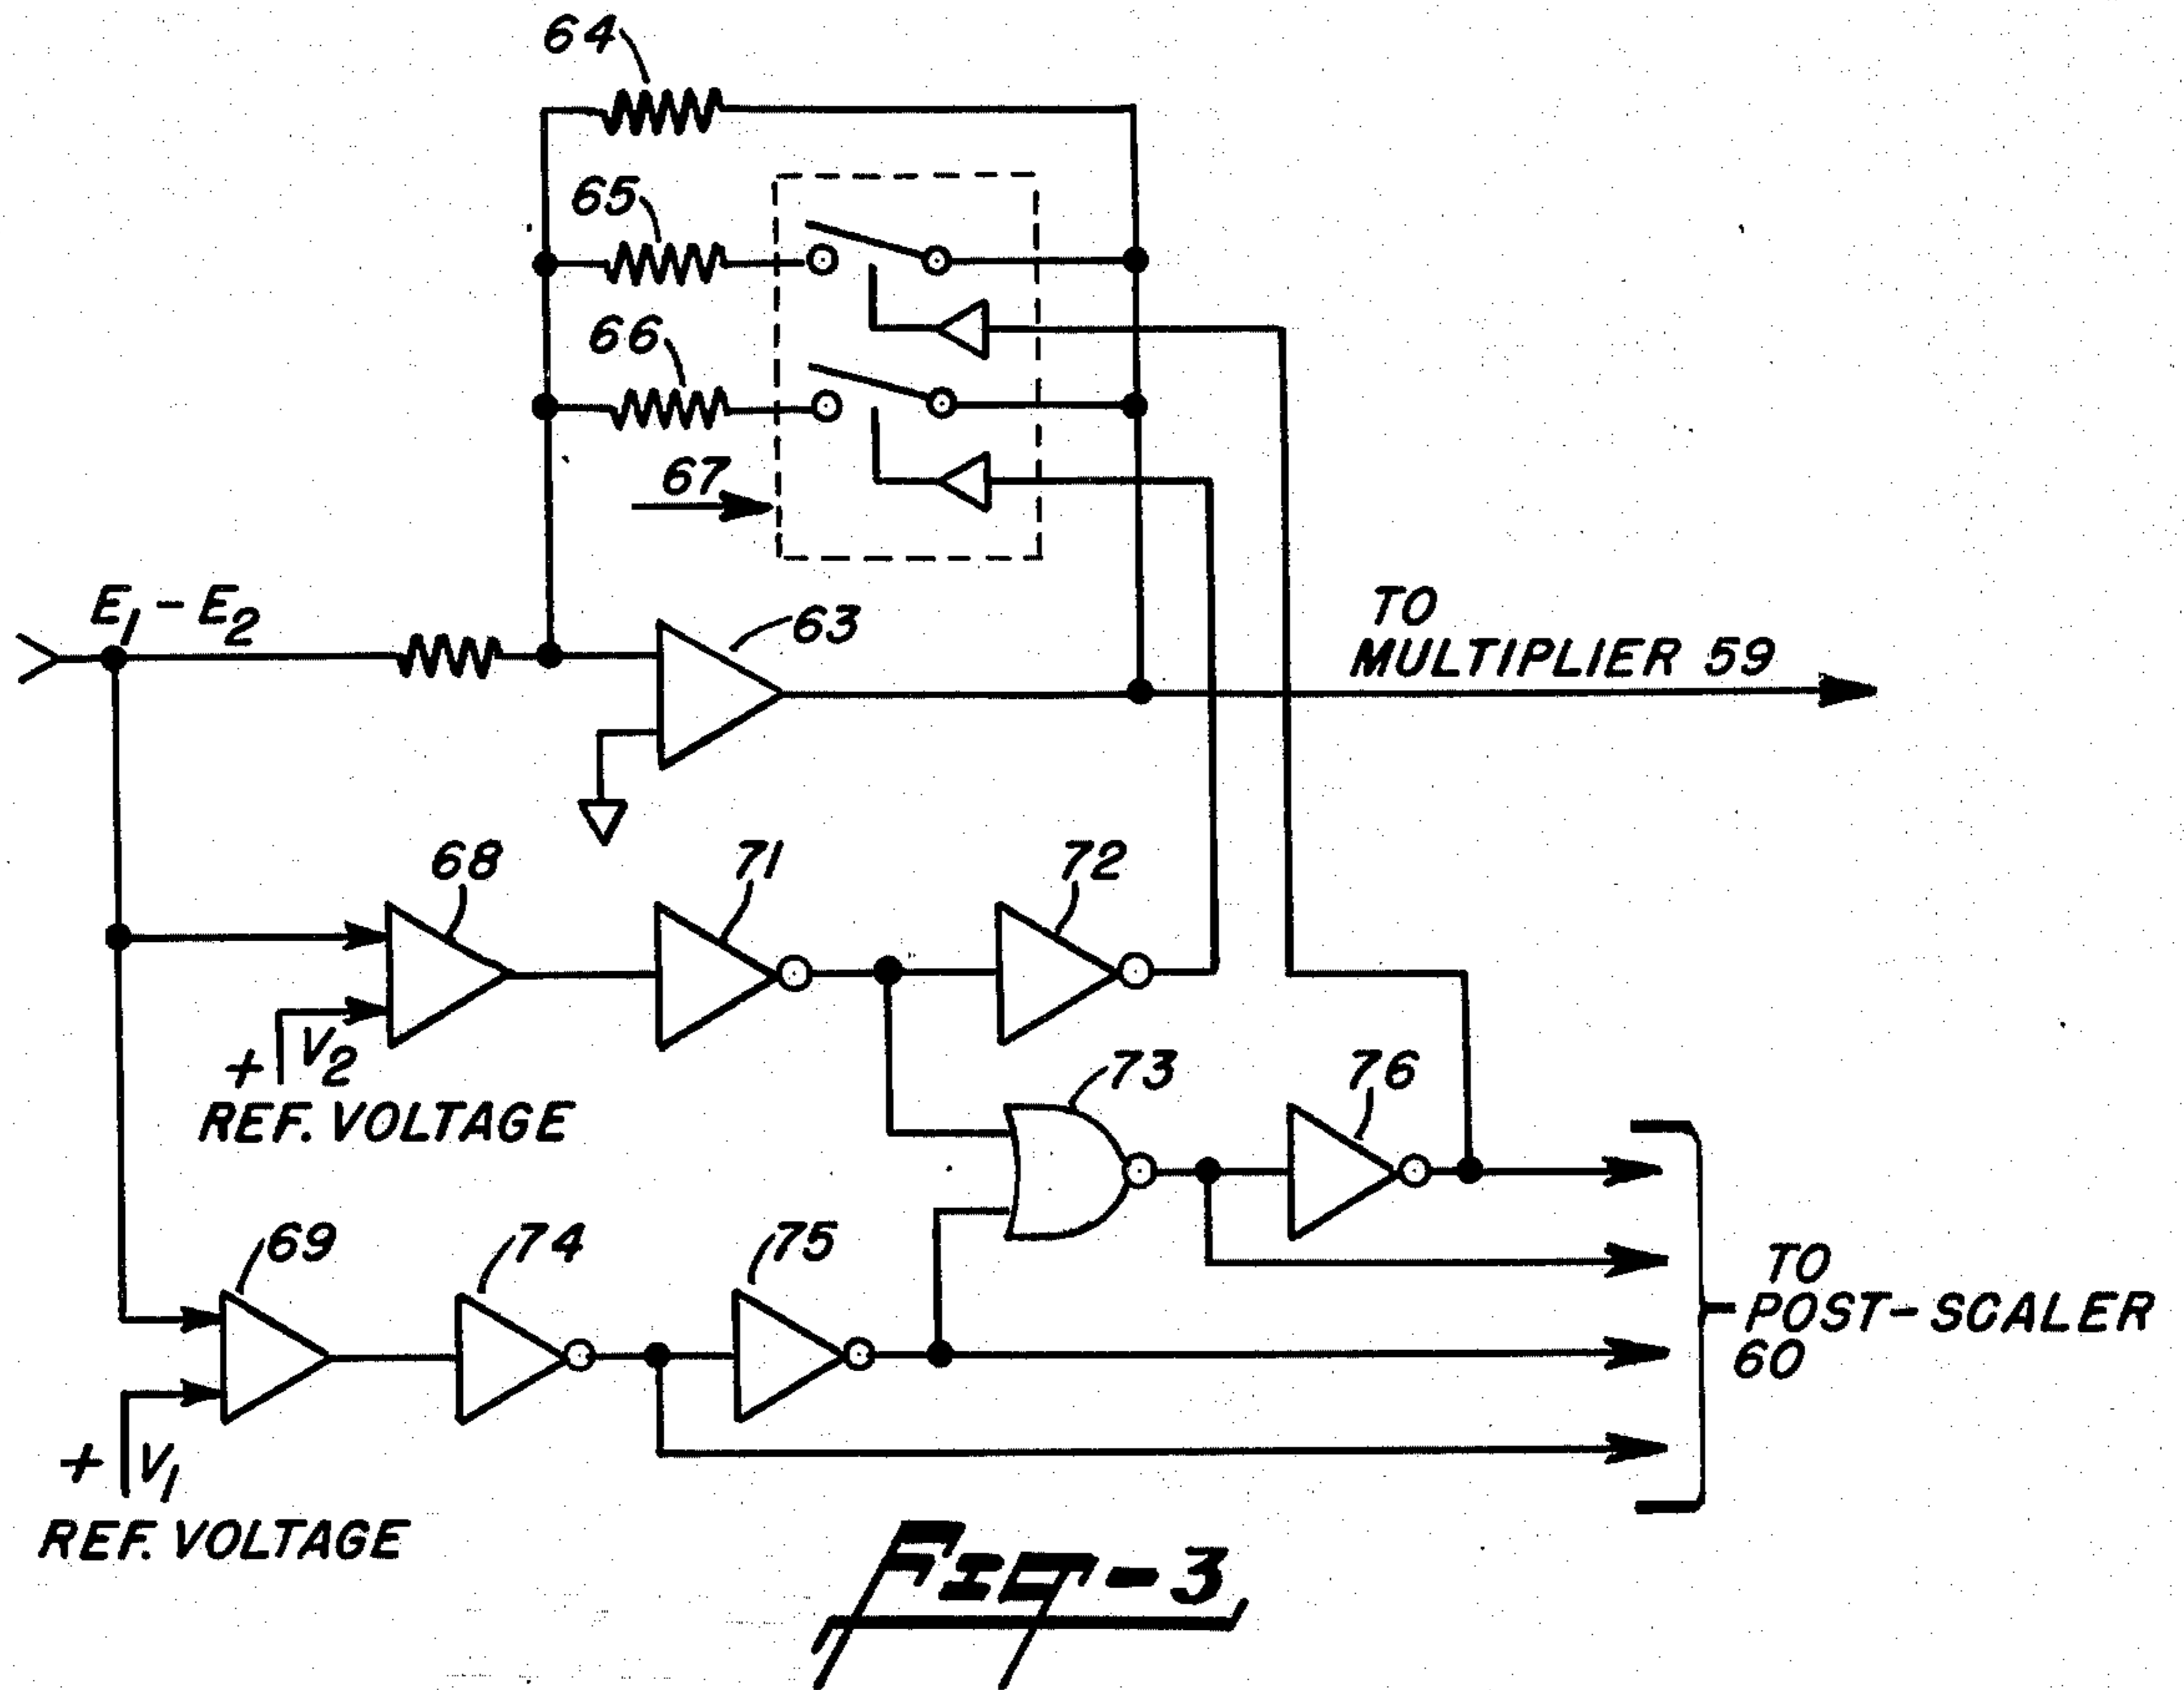 64
65
66
67
E1 - E2
63
TO
MULTIPLIER 59
68
71
72
+ V2
REF. VOLTAGE
73
76
69
74
75
TO
POST-SCALER
60
+ V1
REF. VOLTAGE
FIG-3